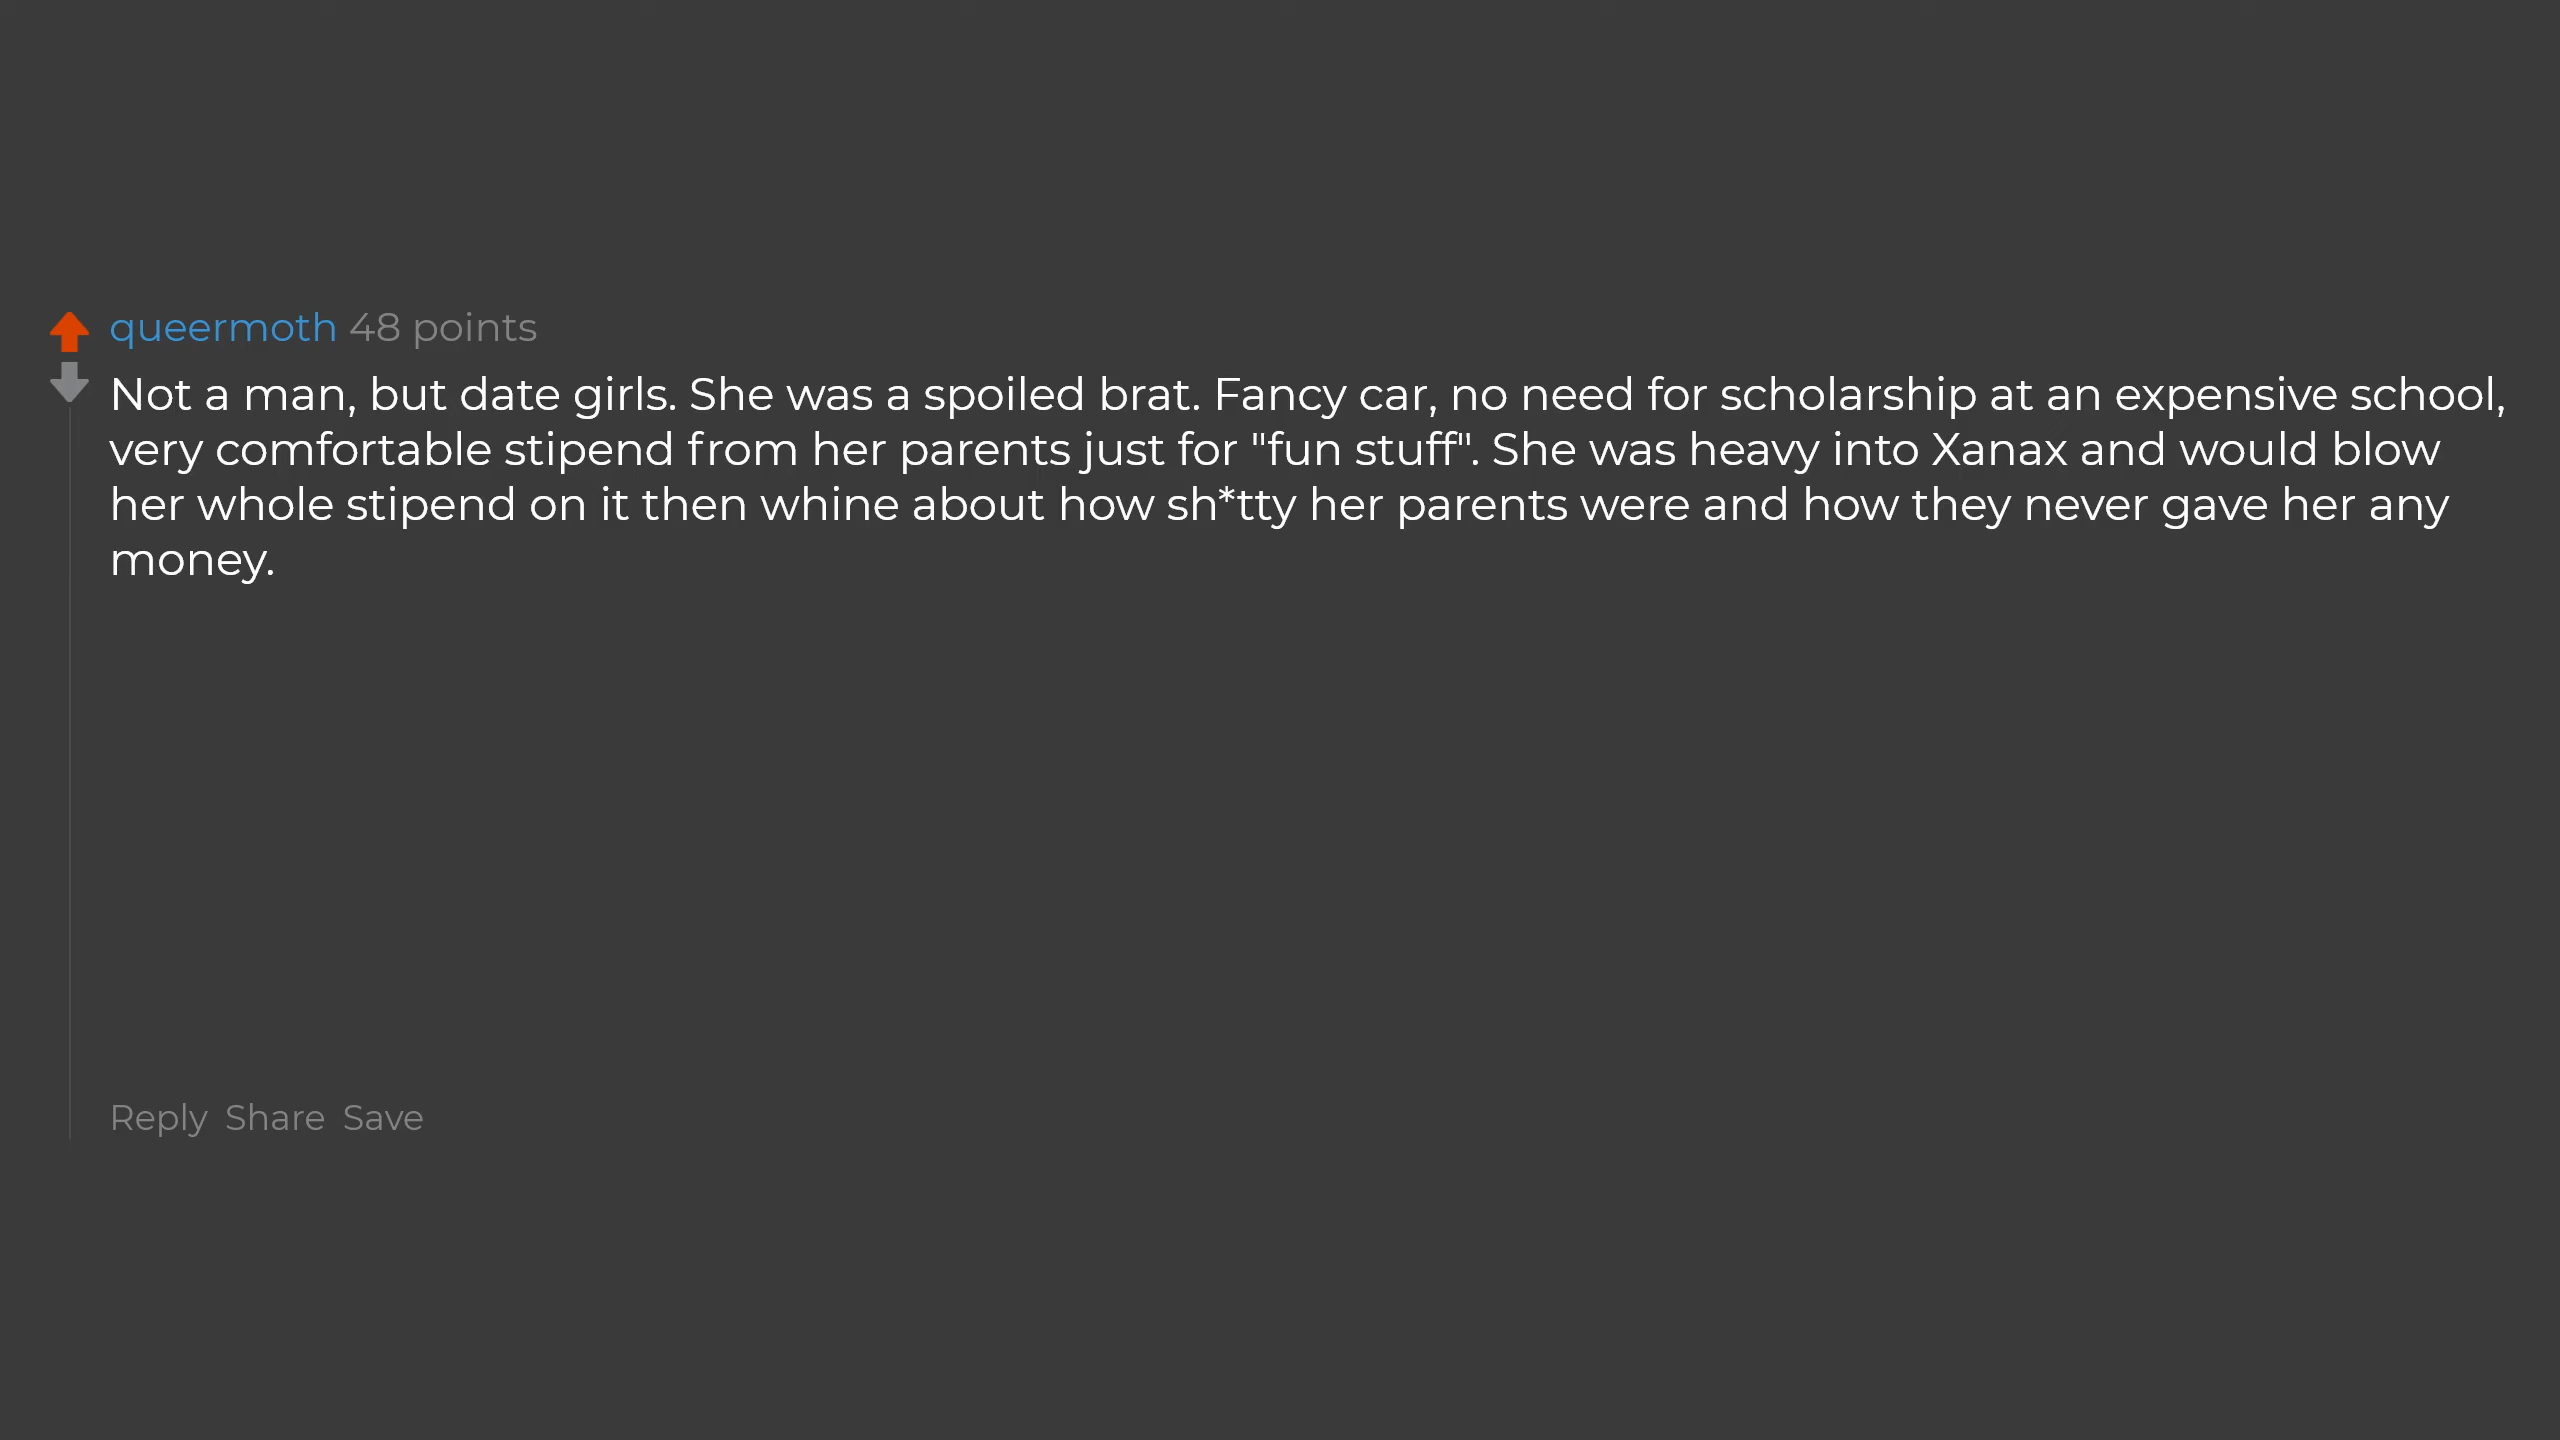 queermoth 48 points
Not a man, but date girls. She was a spoiled brat. Fancy car, no need for scholarship at an expensive school,
very comfortable stipend from her parents just for "fun stuff". She was heavy into Xanax and would blow
her whole stipend on it then whine about how sh*tty her parents were and how they never gave her any
money.
Reply Share Save